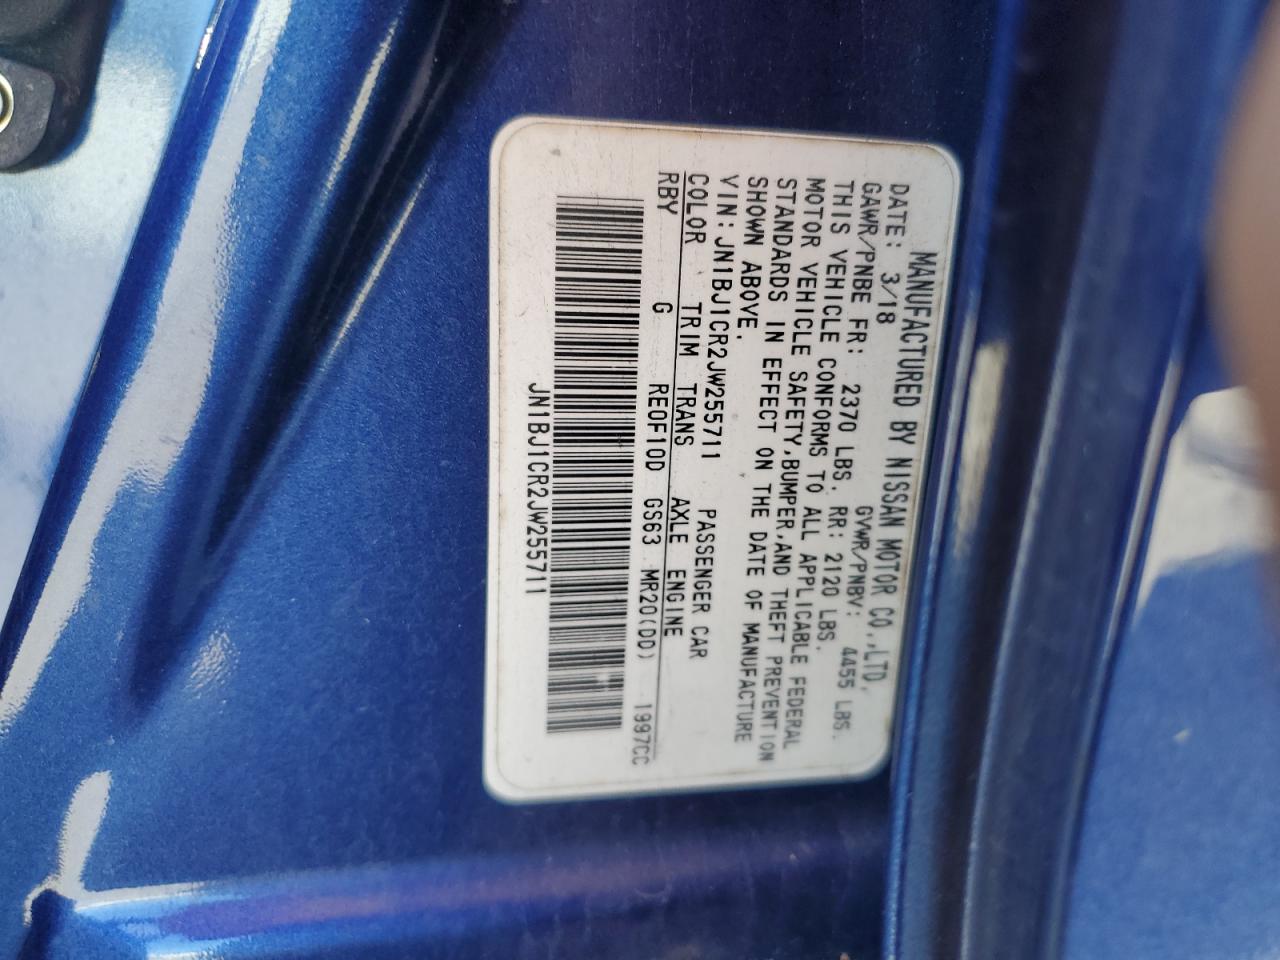 MANUFACTURED BY NISSAN MOTOR CO.,LTD.
DATE: 3/18 GVWR/PNBV: 4455 LBS.
GAWR/PNBE FR: 2370 LBS. RR: 2120 LBS.
THIS VEHICLE CONFORMS TO ALL APPLICABLE FEDERAL
MOTOR VEHICLE SAFETY,BUMPER,AND THEFT PREVENTION
STANDARDS IN EFFECT ON THE DATE OF MANUFACTURE
SHOWN ABOVE.
VIN:JN1BJ1CR2JW255711 PASSENGER CAR
COLOR TRIM TRANS AXLE ENGINE
RBY G RE0F10D GS63 MR20(DD) 1997CC
JN1BJ1CR2JW255711